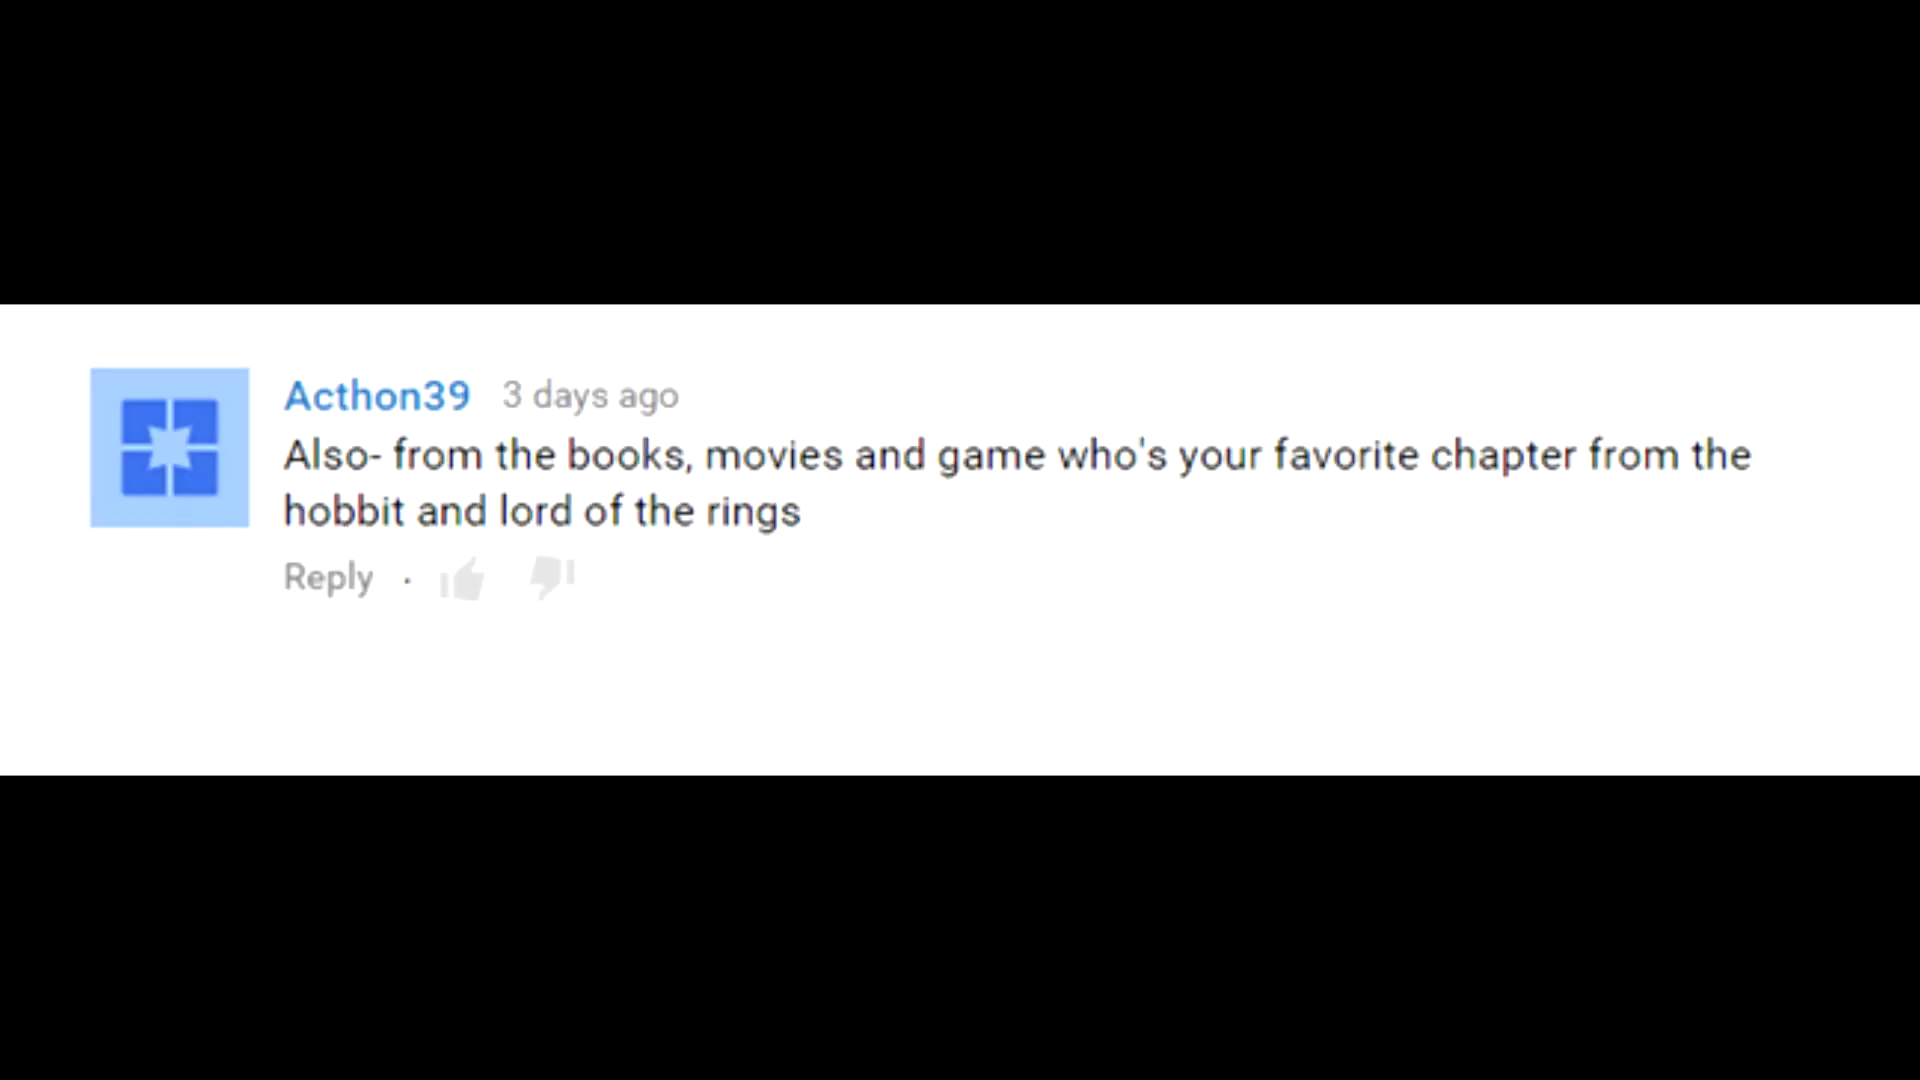 Acthon39 3 days ago
Also- from the books, movies and game who's your favorite chapter from the
hobbit and lord of the rings
Reply ·